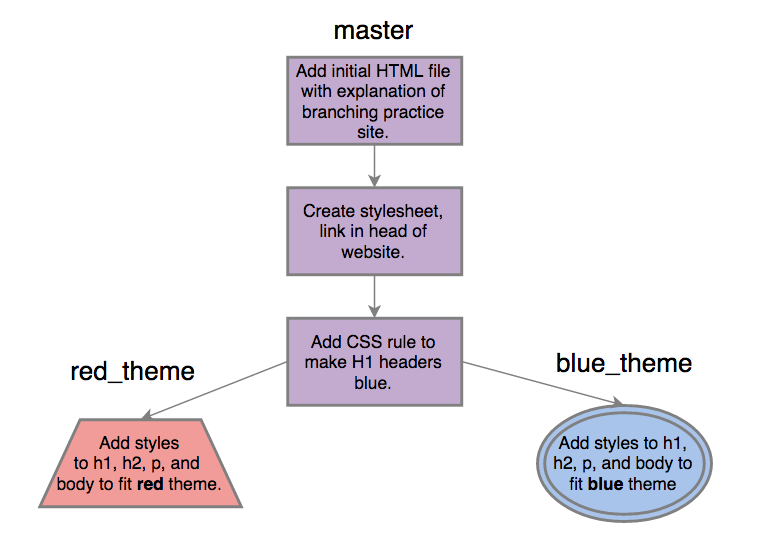 master
Add initial HTML file
with explanation of
branching practice
site.
Create stylesheet,
link in head of
website.
Add CSS rule to
make H1 headers
blue.
red_theme
blue_theme
Add styles
to h1, h2, p, and
body to fit red theme.
Add styles to h1,
h2, p, and body to
fit blue theme